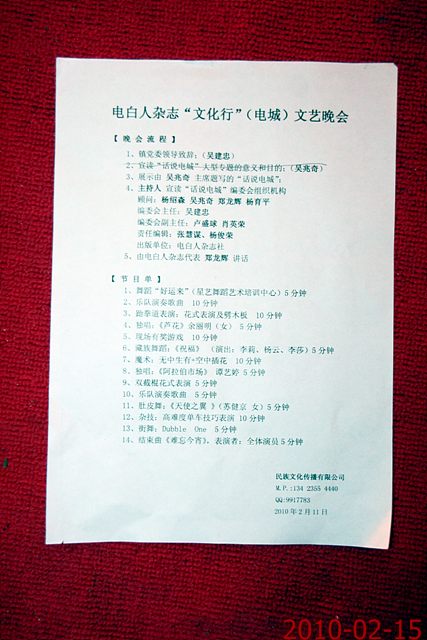 电白人杂志“文化行”（电城）文艺晚会
【 晚 会 流 程 】
1、镇党委领导致辞：（吴建忠）
2、宣读“话说电城”大型专题的意义和目的：（吴兆奇）
3、展示由 吴兆奇 主席题写的“话说电城”；
4、主持人 宣读“话说电城”编委会组织机构
顾问：杨绍森 吴兆奇 郑龙辉 杨育平
编委会主任：吴建忠
编委会副主任：卢盛球 肖英荣
责任编辑：张慧谋、杨俊荣
出版单位：电白人杂志社
5、由电白人杂志代表 郑龙辉 讲话
【 节 目 单 】
1、舞蹈“好运来”（星艺舞蹈艺术培训中心）5分钟
2、乐队演奏歌曲 10分钟
3、跆拳道表演：花式表演及劈木板 10分钟
4、独唱：《芦花》余丽明（女） 5分钟
5、现场有奖游戏 10分钟
6、藏族舞蹈：《祝福》 （演出：李莉、杨云、李莎）5分钟
7、魔术：无中生有+空中插花 10分钟
8、独唱：《阿拉伯市场》 谭艺婷 5分钟
9、双截棍花式表演 5分钟
10、乐队演奏歌曲 5分钟
11、肚皮舞：《天使之翼 》（苏健京 女）5分钟
12、杂技：高难度单车技巧表演 10分钟
13、街舞：Dubble One 5分钟
14、结束曲《难忘今宵》。表演者：全体演员5分钟
民族文化传播有限公司
M.P.:134 2355 4440
QQ:9917783
2010年2月11日
2010-02-15